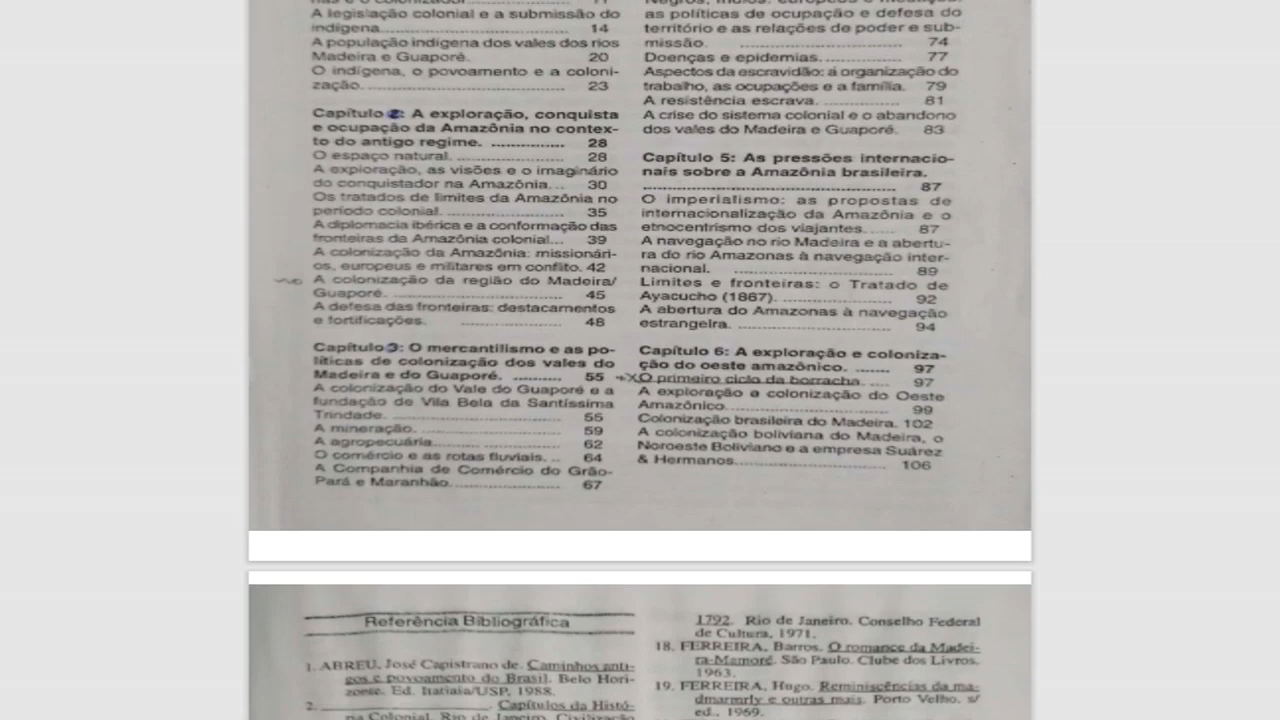 A legislação colonial e a submissão do
indígena............................ 14
A população indígena dos vales dos rios
Madeira e Guaporé. 20
O indígena, o povoamento e a coloni-
zação. ............................ 23
Capítulo 2: A exploração, conquista
e ocupação da Amazônia no contex-
to do antigo regime. ............... 28
O espaço natural. ............... 28
A exploração, as visões e o imaginário
do conquistador na Amazônia... 30
Os tratados de limites da Amazônia no
período colonial. ............... 35
A diplomacia ibérica e a conformação das
fronteiras da Amazônia colonial... 39
A colonização da Amazônia: missionári-
os, europeus e militares em conflito. 42
A colonização da região do Madeira/
Guaporé. ............... 45
A defesa das fronteiras: destacamentos
e fortificações. ............... 48
Capítulo 3: O mercantilismo e as po-
líticas de colonização dos vales do
Madeira e do Guaporé. .......... 55
A colonização do Vale do Guaporé e a
fundação de Vila Bela da Santíssima
Trindade. ............... 55
A mineração. ............... 59
A agropecuária............... 62
O comércio e as rotas fluviais. .. 64
A Companhia de Comércio do Grão-
Pará e Maranhão................ 67
as políticas de ocupação e defesa do
território e as relações de poder e sub-
missão. ............... 74
Doenças e epidemias. ............... 77
Aspectos da escravidão: a organização do
trabalho, as ocupações e a família. 79
A resistência escrava. ............... 81
A crise do sistema colonial e o abandono
dos vales do Madeira e Guaporé. 83
Capítulo 5: As pressões internacio-
nais sobre a Amazônia brasileira.
............................ 87
O imperialismo: as propostas de
internacionalização da Amazônia e o
etnocentrismo dos viajantes...... 87
A navegação no rio Madeira e a abertu-
ra do rio Amazonas à navegação inter-
nacional. ............... 89
Limites e fronteiras: o Tratado de
Ayacucho (1867). ............... 92
A abertura do Amazonas à navegação
estrangeira. ............... 94
Capítulo 6: A exploração e coloniza-
ção do oeste amazônico. ....... 97
O primeiro ciclo da borracha. .... 97
A exploração e colonização do Oeste
Amazônico............... 99
Colonização brasileira do Madeira. 102
A colonização boliviana do Madeira, o
Noroeste Boliviano e a empresa Suárez
& Hermanos............... 106
Referência Bibliográfica
1. ABREU, José Capistrano de. Caminhos anti-
gos e povoamento do Brasil. Belo Hori-
zonte. Ed. Itatiaia/USP, 1988.
2. ____________. Capítulos da Histó-
ria Colonial. Rio de Janeiro. Civilização
1792. Rio de Janeiro. Conselho Federal
de Cultura, 1971.
18. FERREIRA, Barros. O romance da Madei-
ra-Mamoré. São Paulo. Clube dos Livros.
1963.
19. FERREIRA, Hugo. Reminiscências da ma-
dmarmrly e outras mais. Porto Velho. s/
ed., 1969.